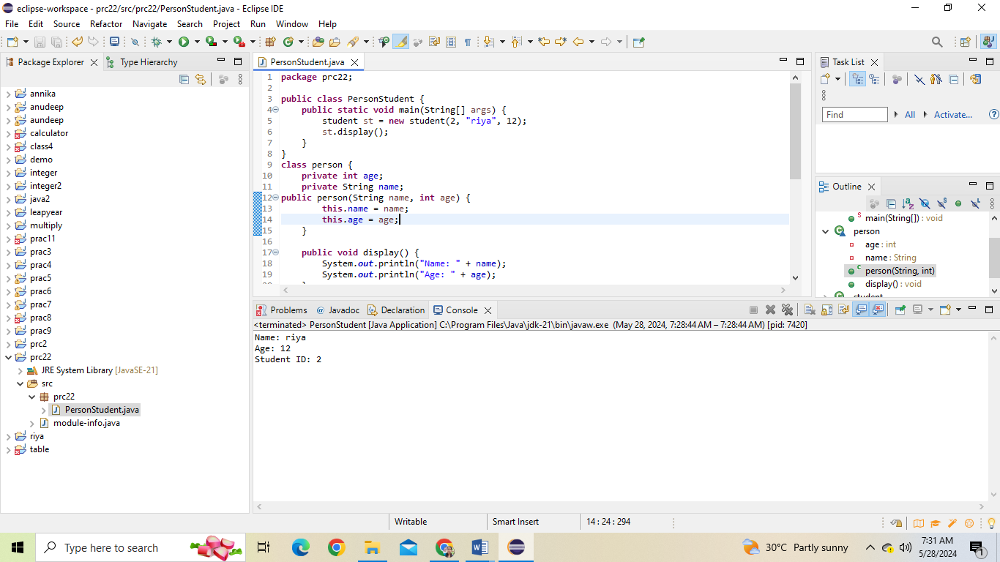 eclipse-workspace - prc22/src/prc22/PersonStudent.java - Eclipse IDE
File Edit Source Refactor Navigate Search Project Run Window Help
Package Explorer Type Hierarchy
annika
anudeep
aundeep
calculator
class4
demo
integer
integer2
java2
leapyear
multiply
prac11
prac3
prac4
prac5
prac6
prac7
prac8
prac9
prc2
prc22
JRE System Library [JavaSE-21]
src
prc22
PersonStudent.java
module-info.java
riya
table
PersonStudent.java
1 package prc22;
2
3 public class PersonStudent {
4 public static void main(String[] args) {
5 student st = new student(2, "riya", 12);
6 st.display();
7 }
8 }
9 class person {
10 private int age;
11 private String name;
12 public person(String name, int age) {
13 this.name = name;
14 this.age = age;
15 }
16
17 public void display() {
18 System.out.println("Name: " + name);
19 System.out.println("Age: " + age);
Task List
Find All Activate...
Outline
main(String[]) : void
person
age : int
name : String
person(String, int)
display() : void
student
Problems @ Javadoc Declaration Console
<terminated> PersonStudent [Java Application] C:\Program Files\Java\jdk-21\bin\javaw.exe (May 28, 2024, 7:28:44 AM – 7:28:44 AM) [pid: 7420]
Name: riya
Age: 12
Student ID: 2
Writable Smart Insert 14 : 24 : 294
Type here to search
30°C Partly sunny
7:31 AM
5/28/2024
1